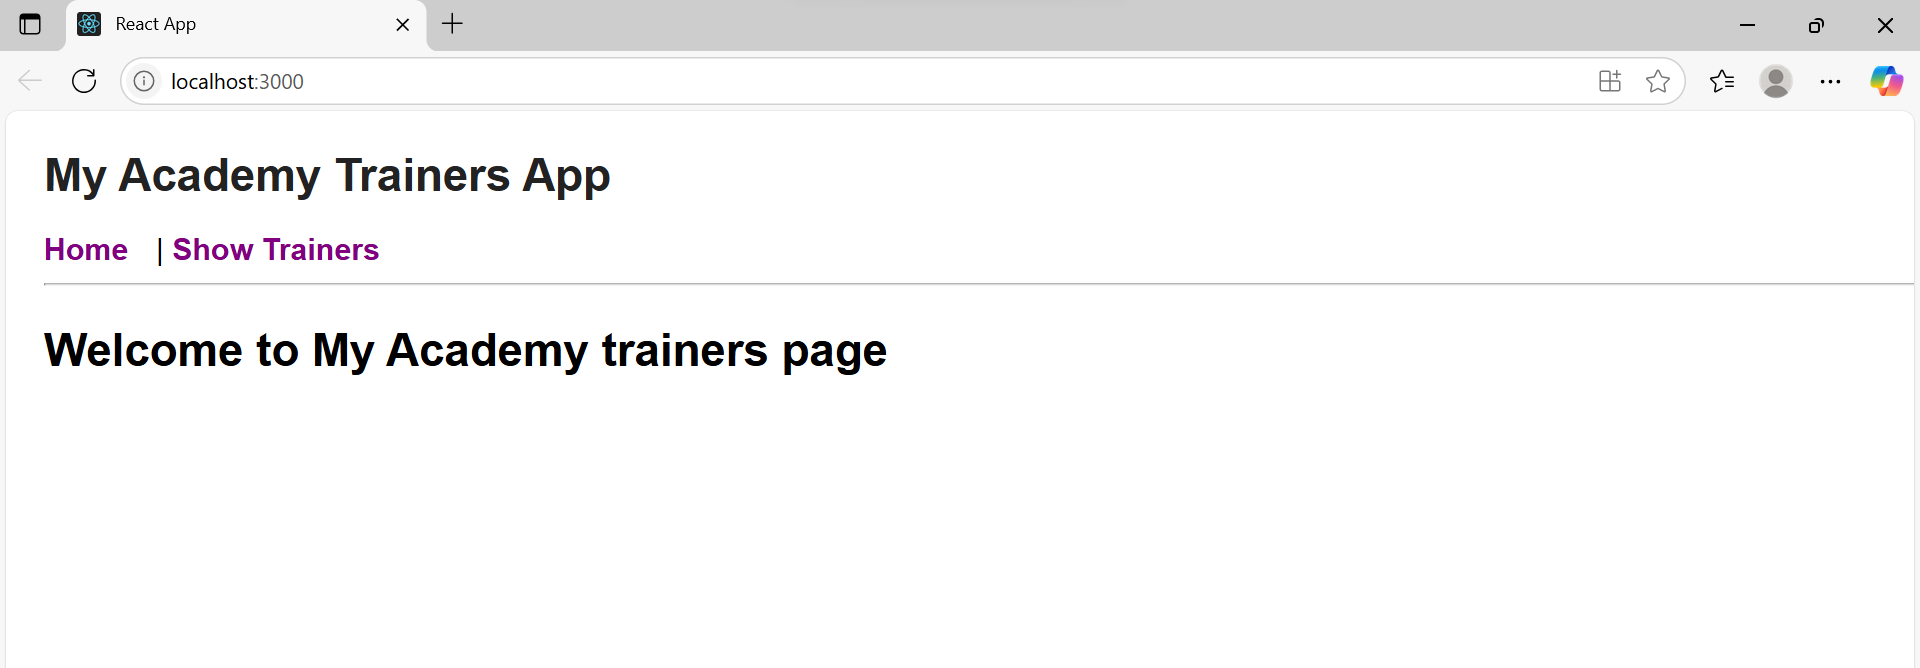 React App
localhost:3000
My Academy Trainers App
Home | Show Trainers
Welcome to My Academy trainers page